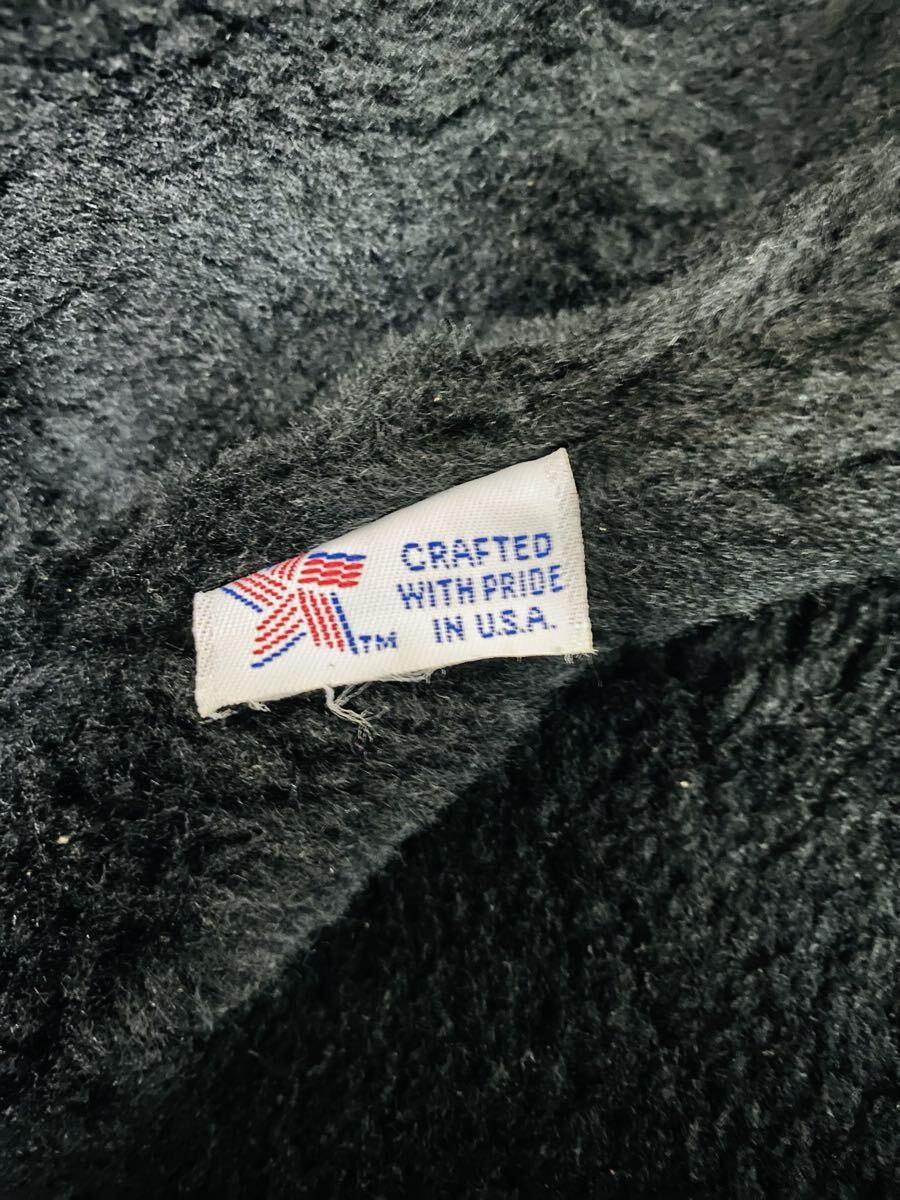 CRAFTED
WITH PRIDE
IN U.S.A.
TM